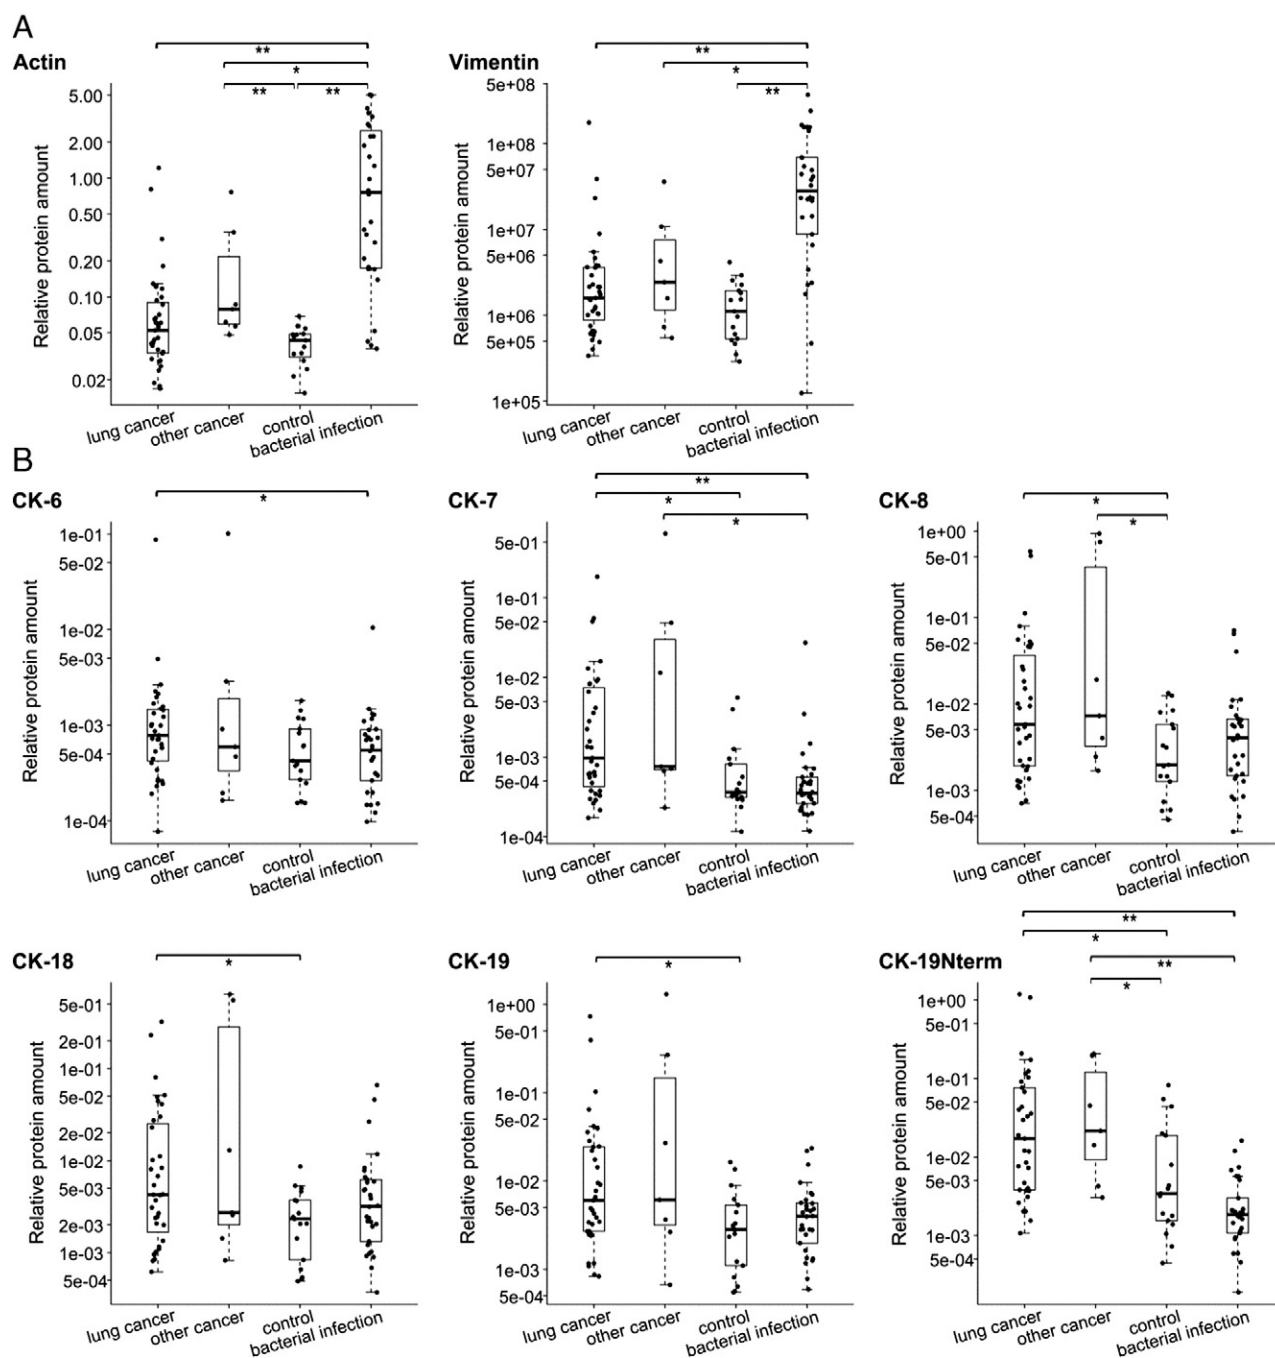 A
Actin
**
*
**
**
Relative protein amount
5.00
2.00
1.00
0.50
0.20
0.10
0.05
0.02
lung cancer
other cancer
control
bacterial infection
Vimentin
**
*
**
Relative protein amount
5e+08
1e+08
5e+07
1e+07
5e+06
1e+06
5e+05
1e+05
lung cancer
other cancer
control
bacterial infection
B
CK-6
*
Relative protein amount
1e-01
5e-02
1e-02
5e-03
1e-03
5e-04
1e-04
lung cancer
other cancer
control
bacterial infection
CK-7
**
*
*
Relative protein amount
5e-01
1e-01
5e-02
1e-02
5e-03
1e-03
5e-04
1e-04
lung cancer
other cancer
control
bacterial infection
CK-8
*
*
Relative protein amount
1e+00
5e-01
1e-01
5e-02
1e-02
5e-03
1e-03
5e-04
lung cancer
other cancer
control
bacterial infection
CK-18
*
Relative protein amount
5e-01
2e-01
1e-01
5e-02
2e-02
1e-02
5e-03
2e-03
1e-03
5e-04
lung cancer
other cancer
control
bacterial infection
CK-19
*
Relative protein amount
1e+00
5e-01
1e-01
5e-02
1e-02
5e-03
1e-03
5e-04
lung cancer
other cancer
control
bacterial infection
CK-19Nterm
**
*
**
*
Relative protein amount
1e+00
5e-01
1e-01
5e-02
1e-02
5e-03
1e-03
5e-04
lung cancer
other cancer
control
bacterial infection